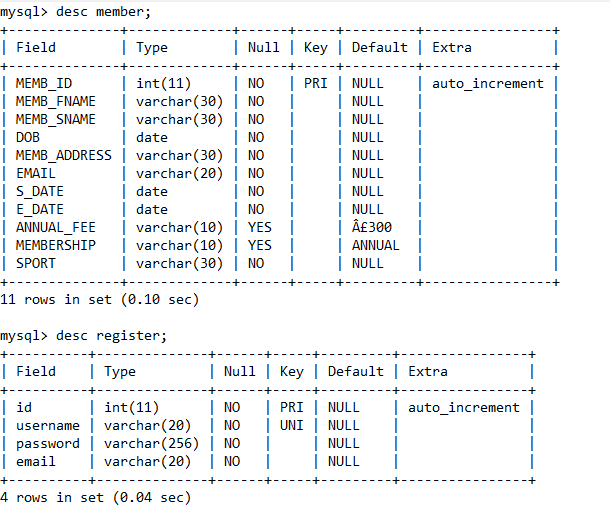 mysql> desc member;
+--------------+-------------+------+-----+---------+----------------+
| Field        | Type        | Null | Key | Default | Extra          |
+--------------+-------------+------+-----+---------+----------------+
| MEMB_ID      | int(11)     | NO   | PRI | NULL    | auto_increment |
| MEMB_FNAME   | varchar(30) | NO   |     | NULL    |                |
| MEMB_SNAME   | varchar(30) | NO   |     | NULL    |                |
| DOB          | date        | NO   |     | NULL    |                |
| MEMB_ADDRESS | varchar(30) | NO   |     | NULL    |                |
| EMAIL        | varchar(20) | NO   |     | NULL    |                |
| S_DATE       | date        | NO   |     | NULL    |                |
| E_DATE       | date        | NO   |     | NULL    |                |
| ANNUAL_FEE   | varchar(10) | YES  |     | Â£300   |                |
| MEMBERSHIP   | varchar(10) | YES  |     | ANNUAL  |                |
| SPORT        | varchar(30) | NO   |     | NULL    |                |
+--------------+-------------+------+-----+---------+----------------+
11 rows in set (0.10 sec)
mysql> desc register;
+----------+--------------+------+-----+---------+----------------+
| Field    | Type         | Null | Key | Default | Extra          |
+----------+--------------+------+-----+---------+----------------+
| id       | int(11)      | NO   | PRI | NULL    | auto_increment |
| username | varchar(20)  | NO   | UNI | NULL    |                |
| password | varchar(256) | NO   |     | NULL    |                |
| email    | varchar(20)  | NO   |     | NULL    |                |
+----------+--------------+------+-----+---------+----------------+
4 rows in set (0.04 sec)